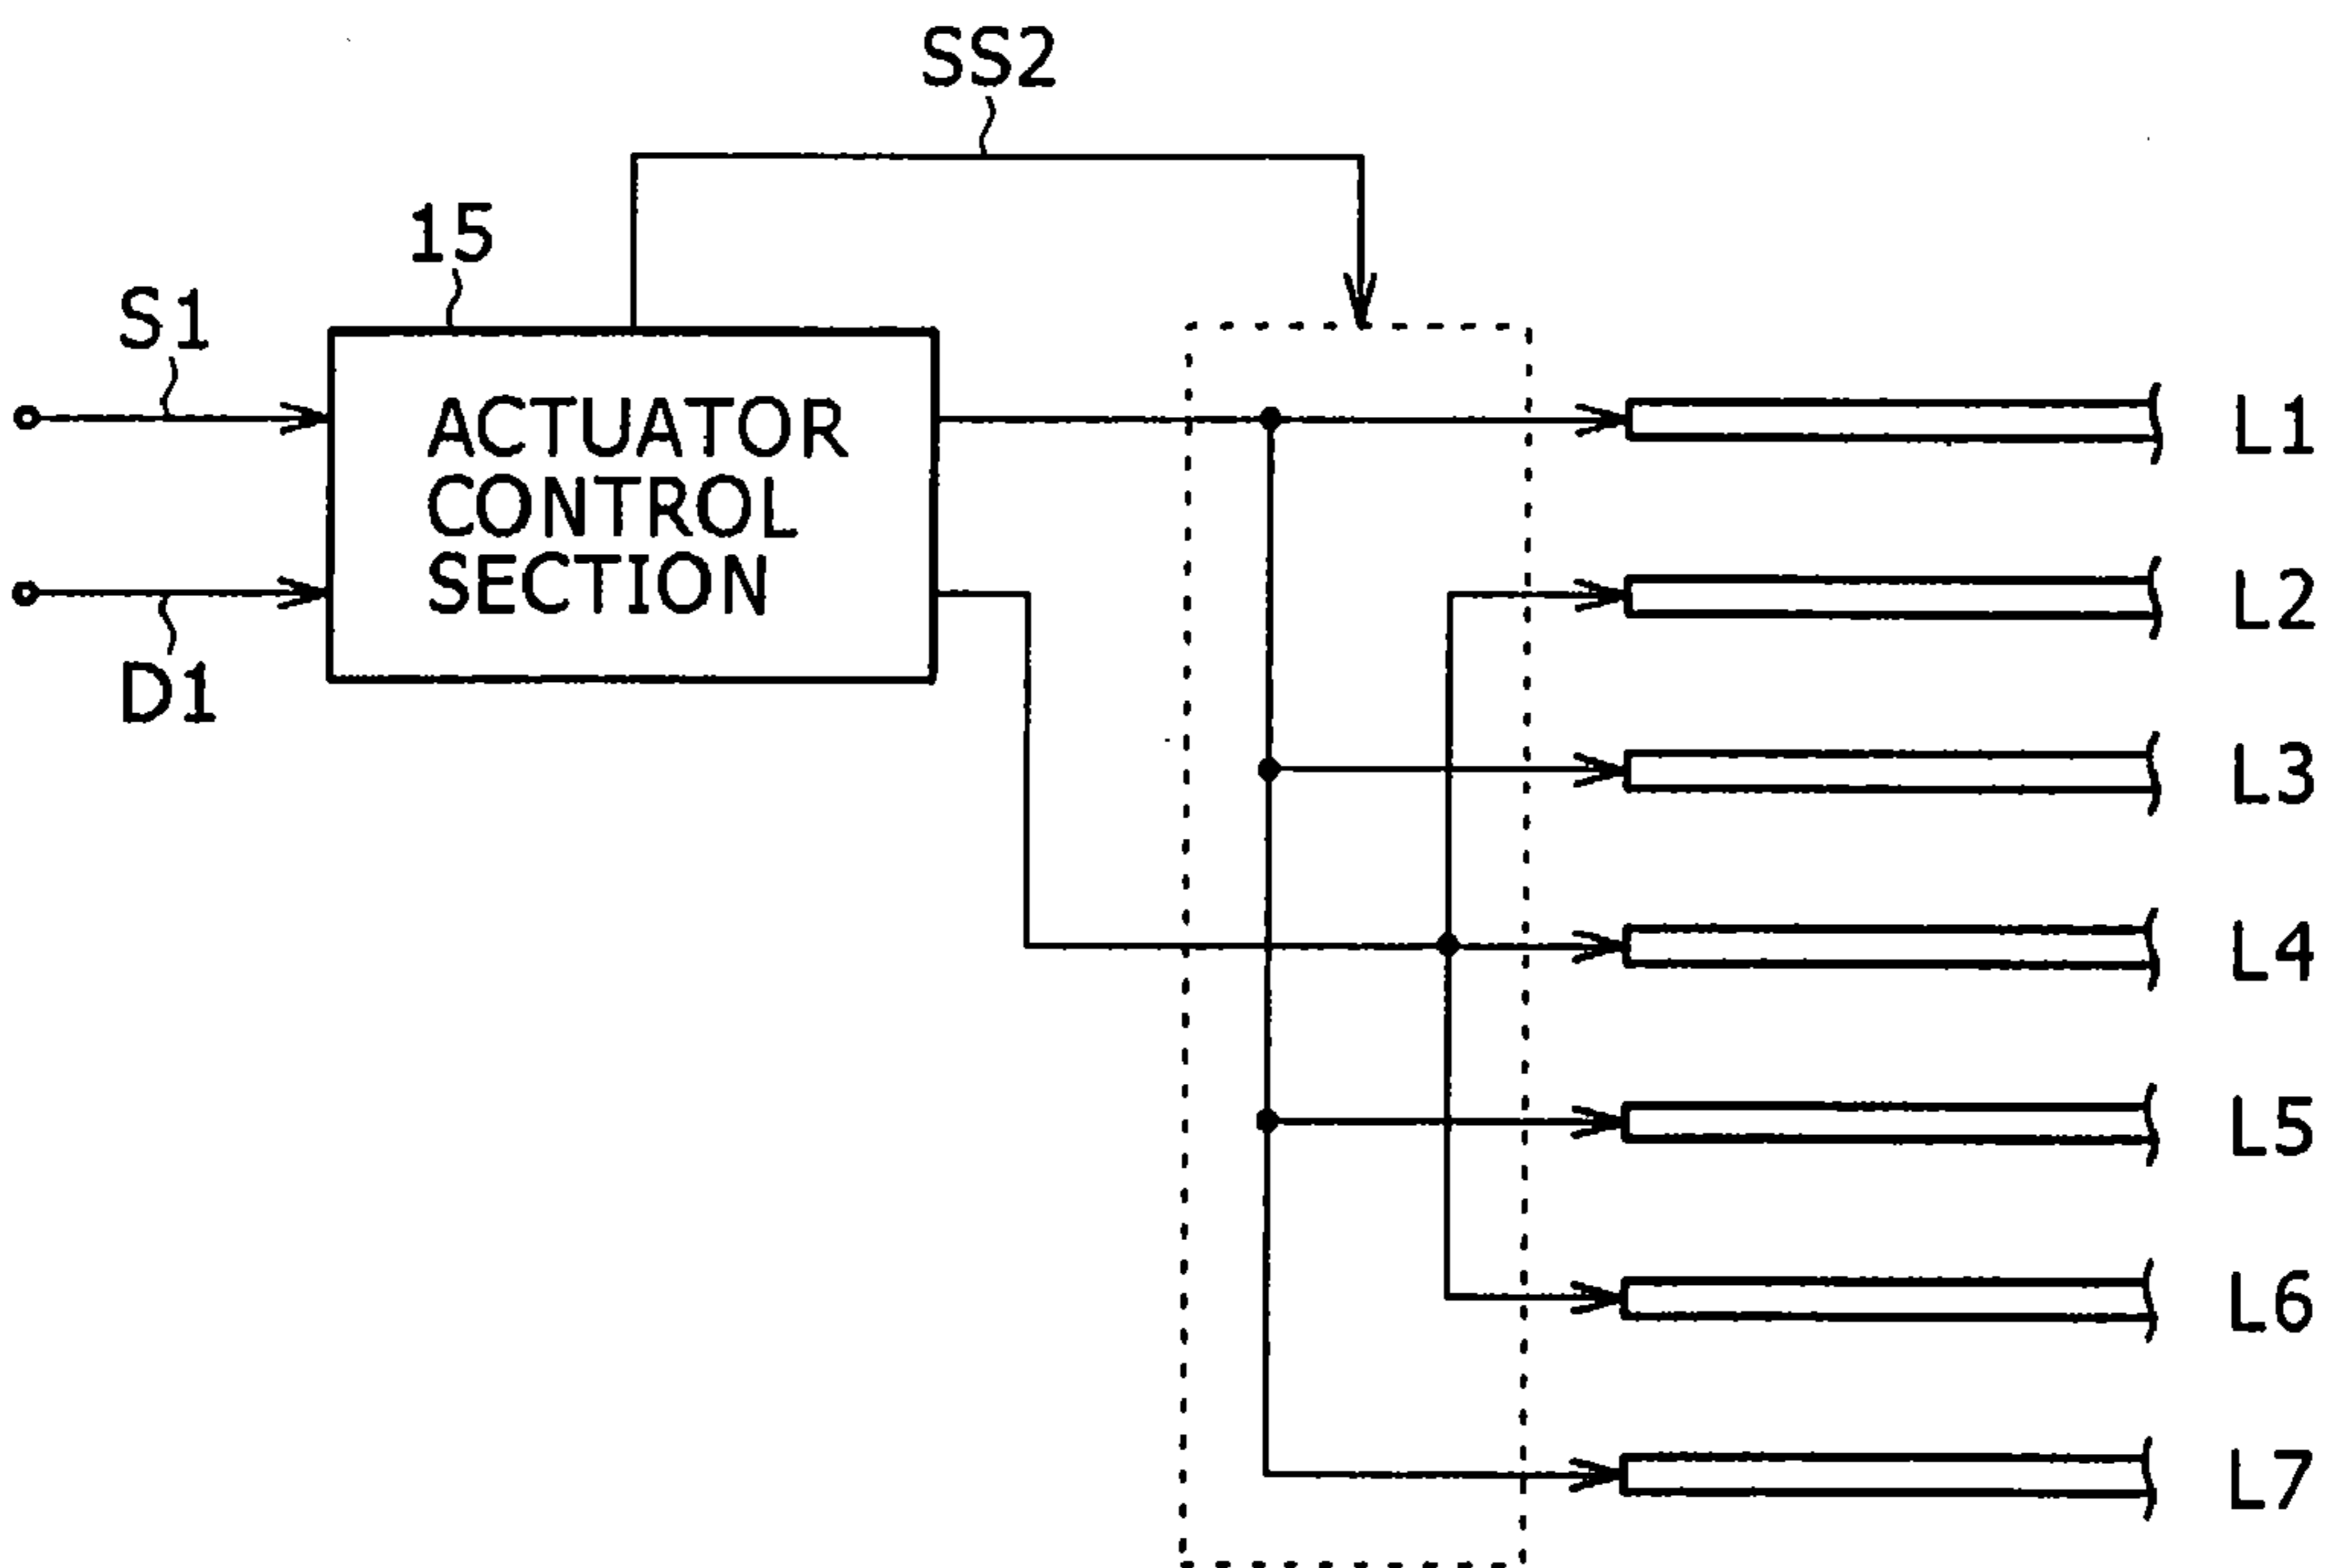 SS2
15
S1
ACTUATOR
CONTROL
SECTION
D1
L1
L2
L3
L4
L5
L6
L7